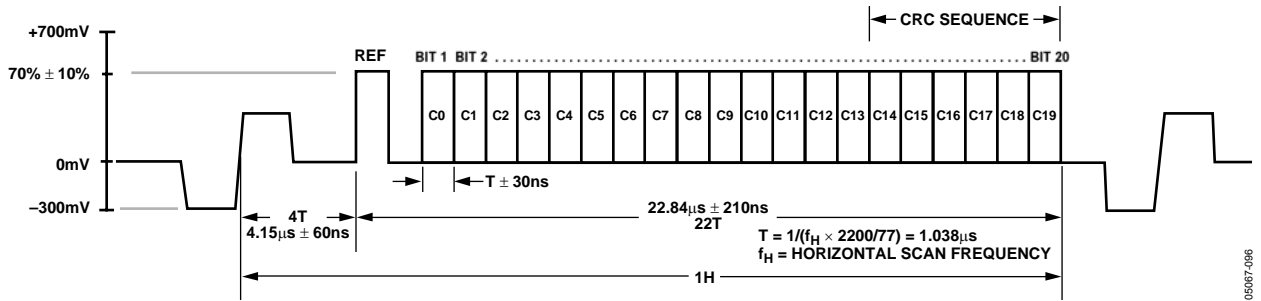 +700mV
CRC SEQUENCE
REF
BIT 1 BIT 2 . . . . . . . . . . . . . . . . . . . . . . . . . . . . . . . . . . . . . . . . . . . . . . . . . . . . . . . . . . . . . . . . . . . . . . BIT 20
70% ± 10%
C0 C1 C2 C3 C4 C5 C6 C7 C8 C9 C10 C11 C12 C13 C14 C15 C16 C17 C18 C19
0mV
T ± 30ns
–300mV
4T
4.15µs ± 60ns
22.84µs ± 210ns
22T
T = 1/(fH × 2200/77) = 1.038µs
fH = HORIZONTAL SCAN FREQUENCY
1H
05067-096